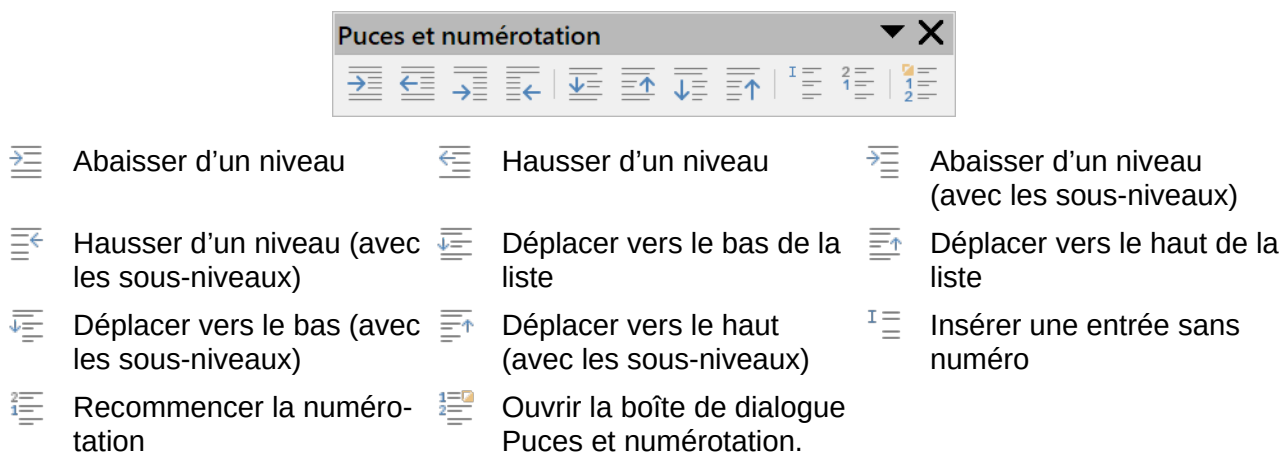 Puces et numérotation
Abaisser d’un niveau
Hausser d’un niveau
Abaisser d’un niveau
(avec les sous-niveaux)
Hausser d’un niveau (avec
les sous-niveaux)
Déplacer vers le bas de la
liste
Déplacer vers le haut de la
liste
Déplacer vers le bas (avec
les sous-niveaux)
Déplacer vers le haut
(avec les sous-niveaux)
Insérer une entrée sans
numéro
Recommencer la numéro-
tation
Ouvrir la boîte de dialogue
Puces et numérotation.